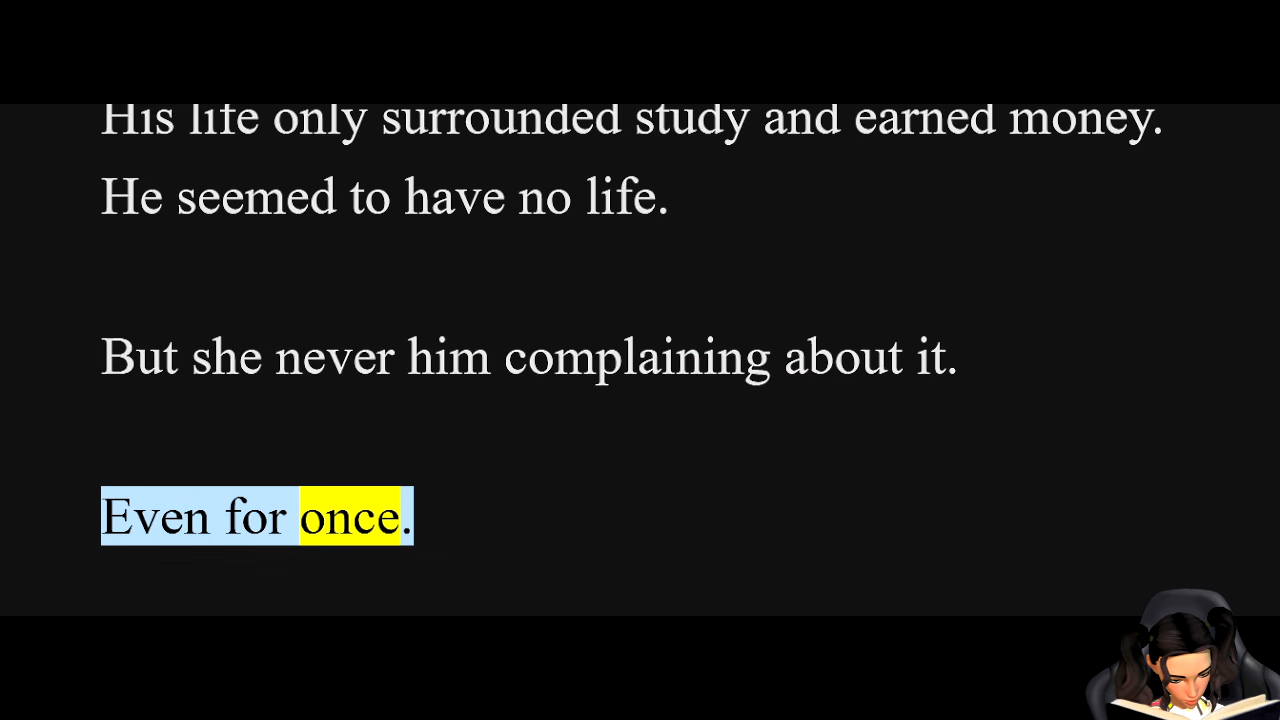 His life only surrounded study and earned money.
He seemed to have no life.
But she never him complaining about it.
Even for once.